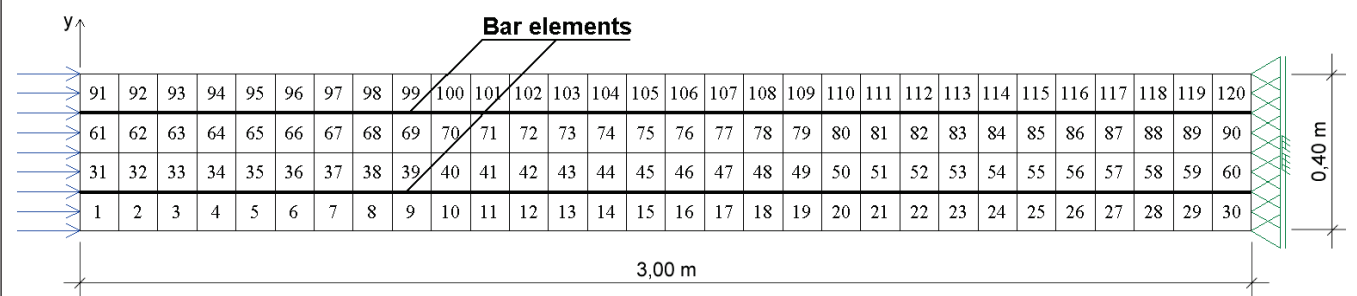 y
Bar elements
91 92 93 94 95 96 97 98 99 100 101 102 103 104 105 106 107 108 109 110 111 112 113 114 115 116 117 118 119 120
61 62 63 64 65 66 67 68 69 70 71 72 73 74 75 76 77 78 79 80 81 82 83 84 85 86 87 88 89 90
31 32 33 34 35 36 37 38 39 40 41 42 43 44 45 46 47 48 49 50 51 52 53 54 55 56 57 58 59 60
1 2 3 4 5 6 7 8 9 10 11 12 13 14 15 16 17 18 19 20 21 22 23 24 25 26 27 28 29 30
0,40 m
3,00 m